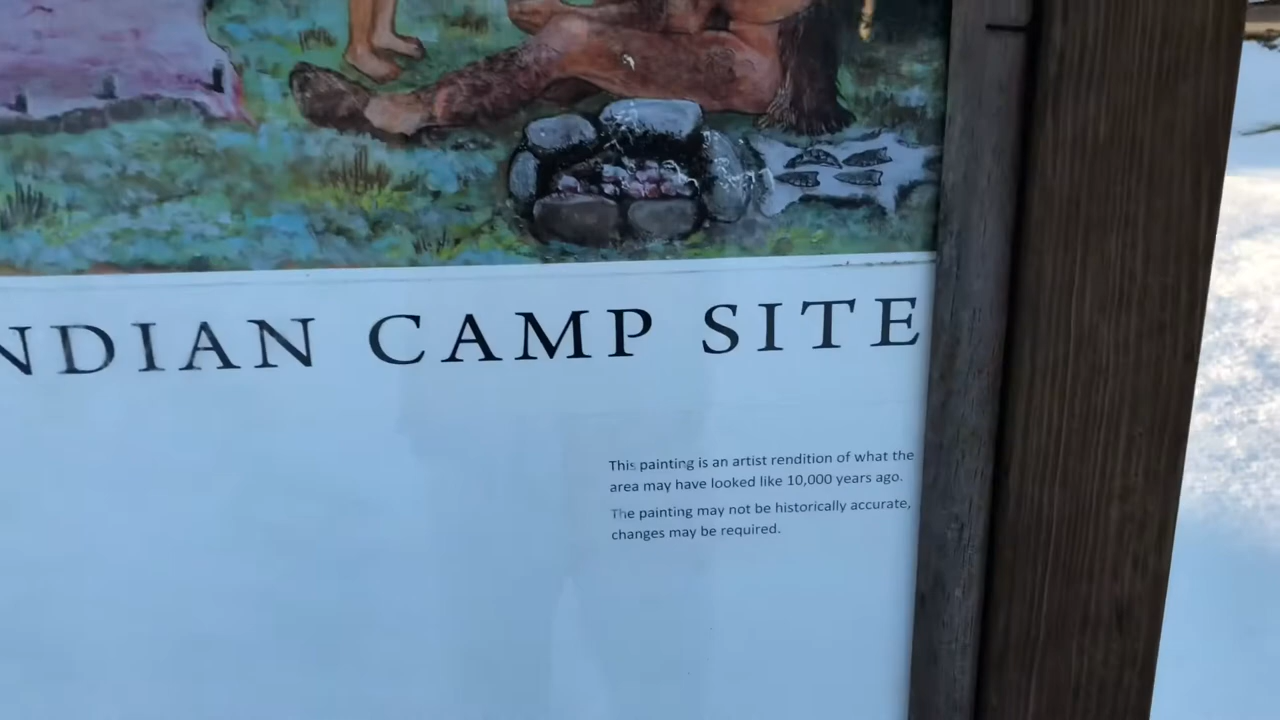 NDIAN CAMP SITE
This painting is an artist rendition of what the
area may have looked like 10,000 years ago.
The painting may not be historically accurate,
changes may be required.